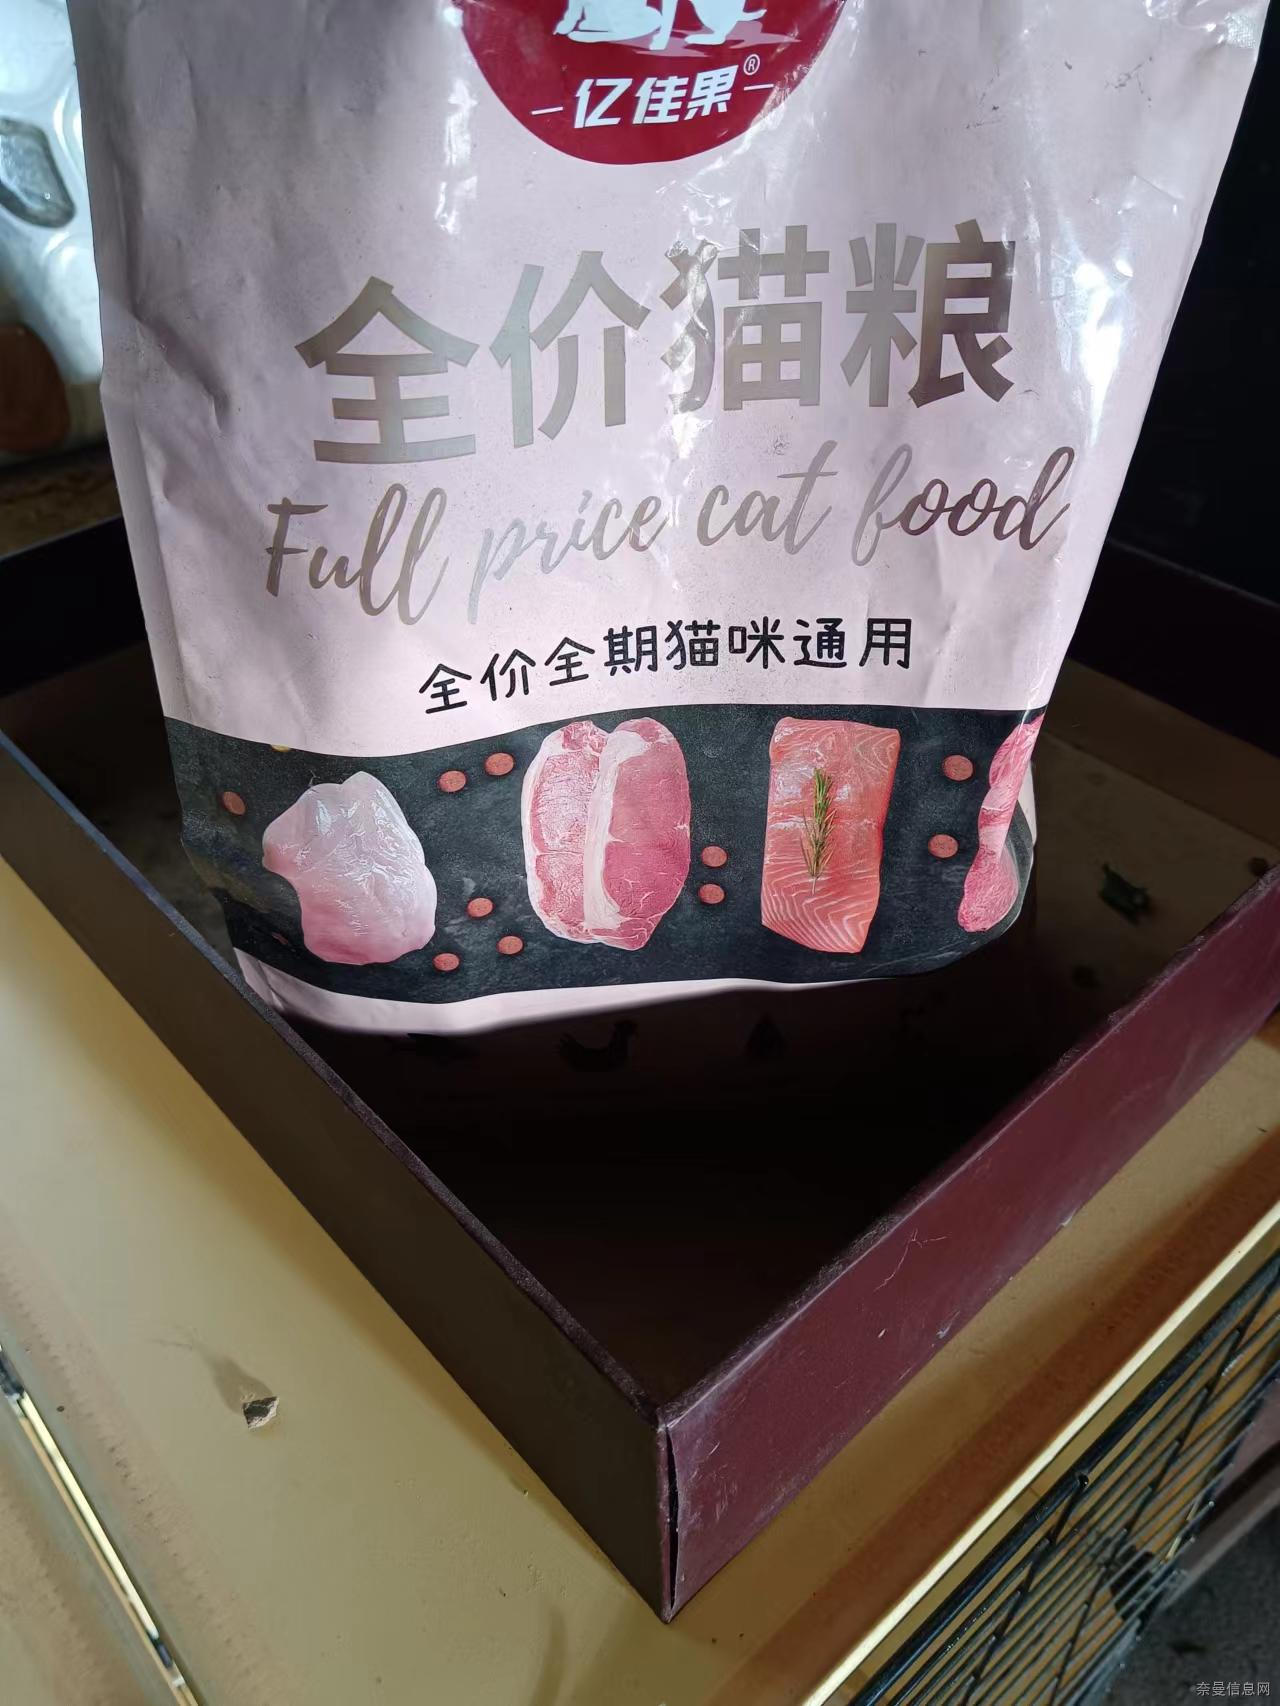 亿佳果®
全价猫粮
Full price cat food
全价全期猫咪通用
奈曼信息网